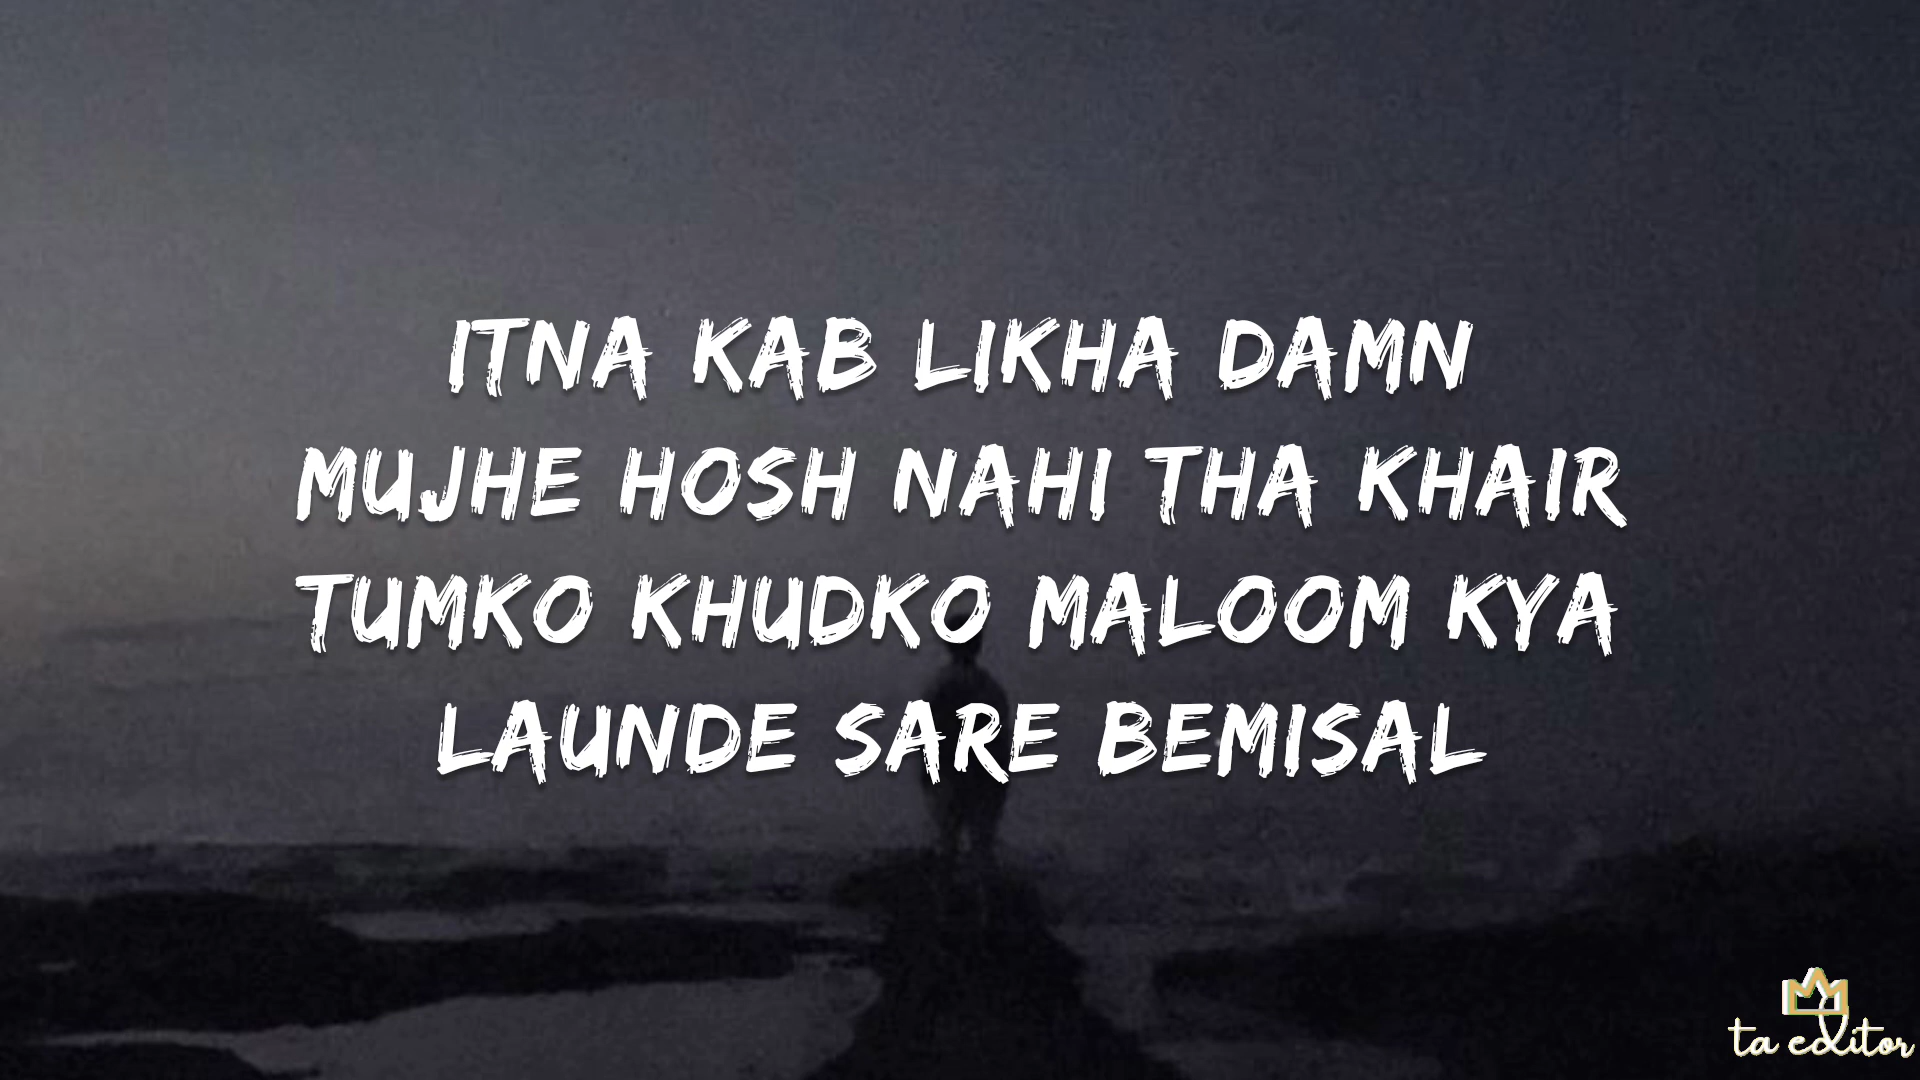 ITNA KAB LIKHA DAMN
MUJHE HOSH NAHI THA KHAIR
TUMKO KHUDKO MALOOM KYA
LAUNDE SARE BEMISAL
ta editor